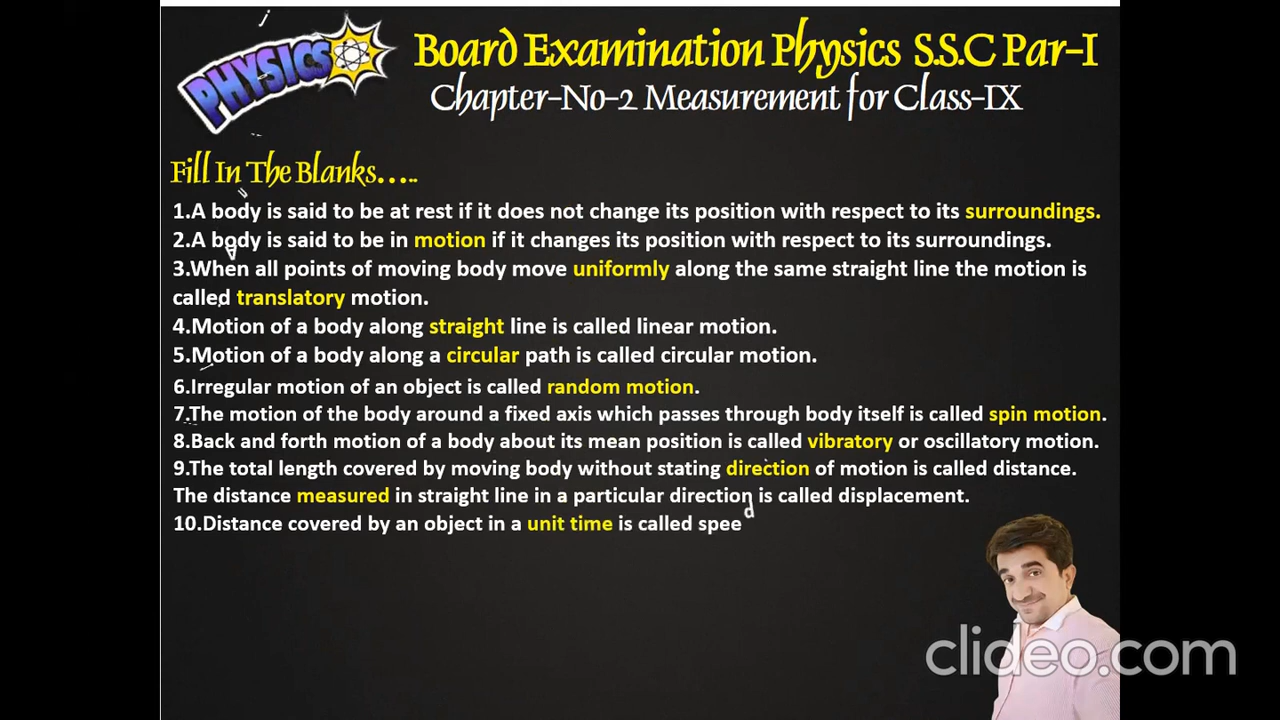 PHYSICS
Board Examination Physics S.S.C Par-I
Chapter-No-2 Measurement for Class-IX
Fill In The Blanks.....
1.A body is said to be at rest if it does not change its position with respect to its surroundings.
2.A body is said to be in motion if it changes its position with respect to its surroundings.
3.When all points of moving body move uniformly along the same straight line the motion is
called translatory motion.
4.Motion of a body along straight line is called linear motion.
5.Motion of a body along a circular path is called circular motion.
6.Irregular motion of an object is called random motion.
7.The motion of the body around a fixed axis which passes through body itself is called spin motion.
8.Back and forth motion of a body about its mean position is called vibratory or oscillatory motion.
9.The total length covered by moving body without stating direction of motion is called distance.
The distance measured in straight line in a particular direction is called displacement.
10.Distance covered by an object in a unit time is called speed
clideo.com